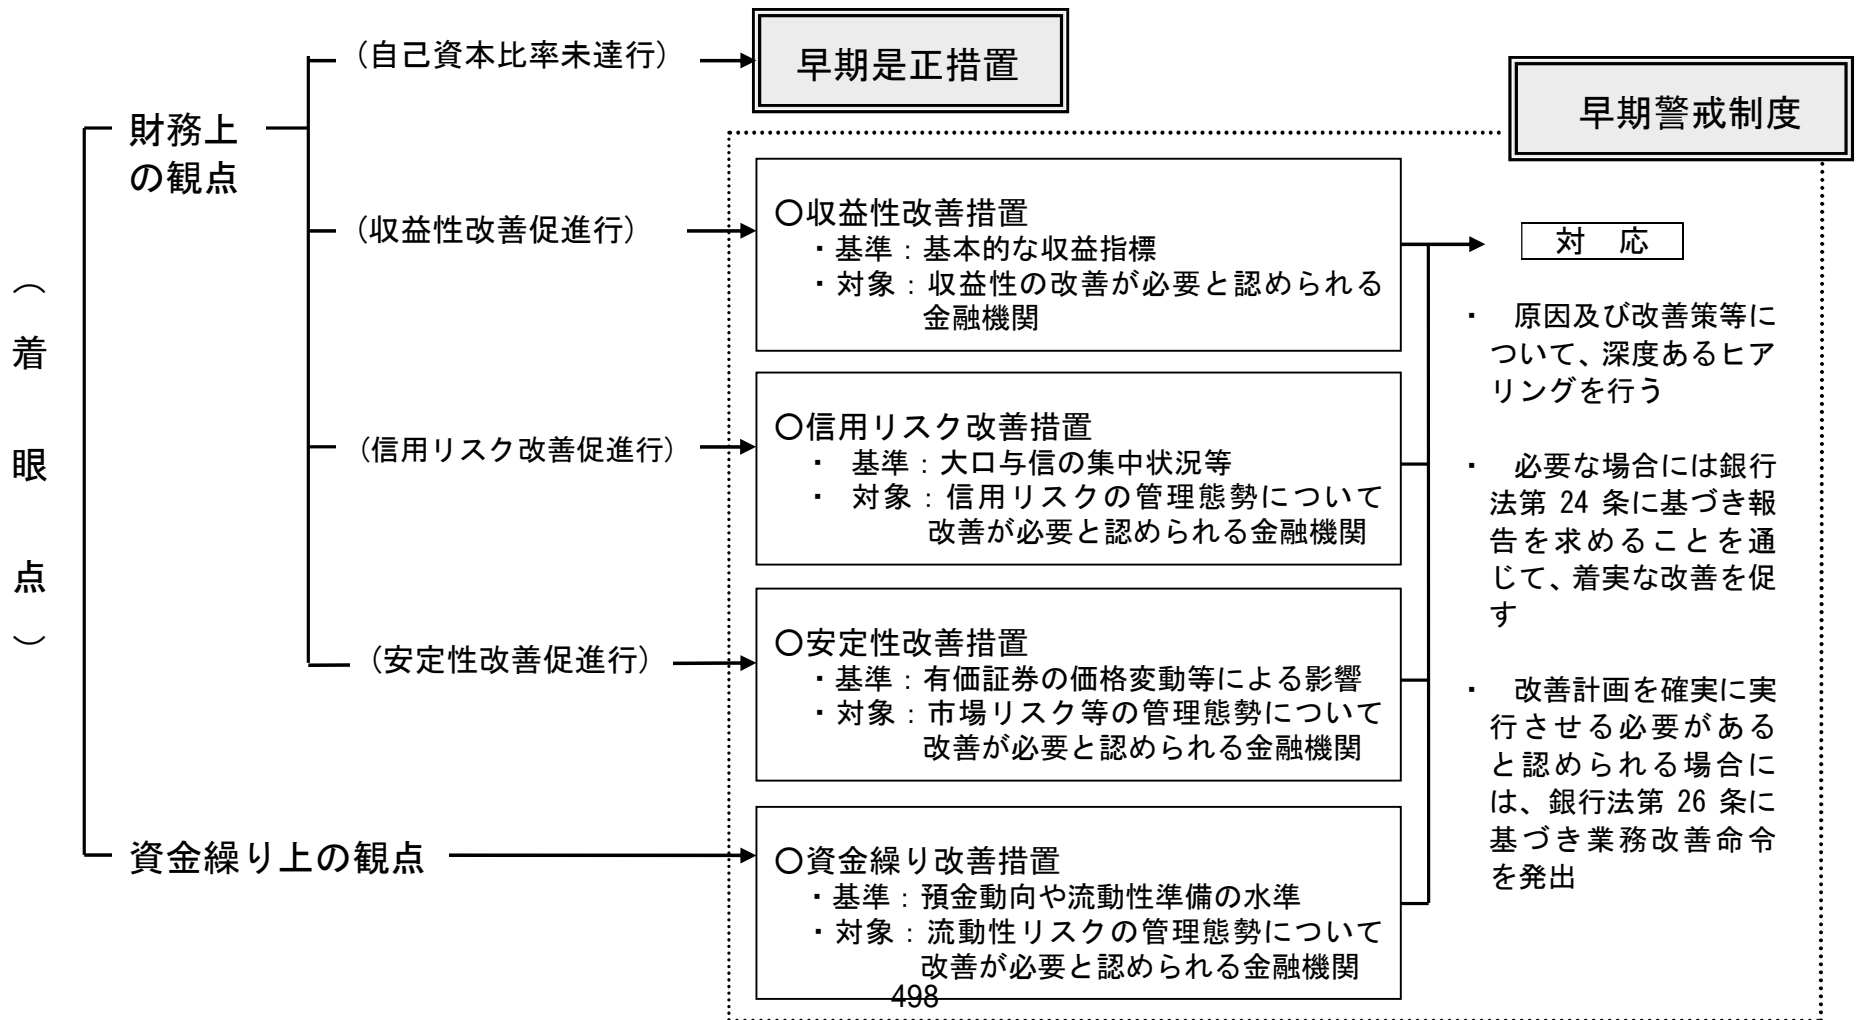 （着眼点）
財務上
の観点
（自己資本比率未達行）
早期是正措置
早期警戒制度
（収益性改善促進行）
○収益性改善措置
・基準：基本的な収益指標
・対象：収益性の改善が必要と認められる
金融機関
（信用リスク改善促進行）
○信用リスク改善措置
・ 基準：大口与信の集中状況等
・ 対象：信用リスクの管理態勢について
改善が必要と認められる金融機関
（安定性改善促進行）
○安定性改善措置
・基準：有価証券の価格変動等による影響
・対象：市場リスク等の管理態勢について
改善が必要と認められる金融機関
資金繰り上の観点
○資金繰り改善措置
・基準：預金動向や流動性準備の水準
・対象：流動性リスクの管理態勢について
改善が必要と認められる金融機関
対 応
・ 原因及び改善策等に
ついて、深度あるヒア
リングを行う
・ 必要な場合には銀行
法第 24 条に基づき報
告を求めることを通
じて、着実な改善を促
す
・ 改善計画を確実に実
行させる必要がある
と認められる場合に
は、銀行法第 26 条に
基づき業務改善命令
を発出
498